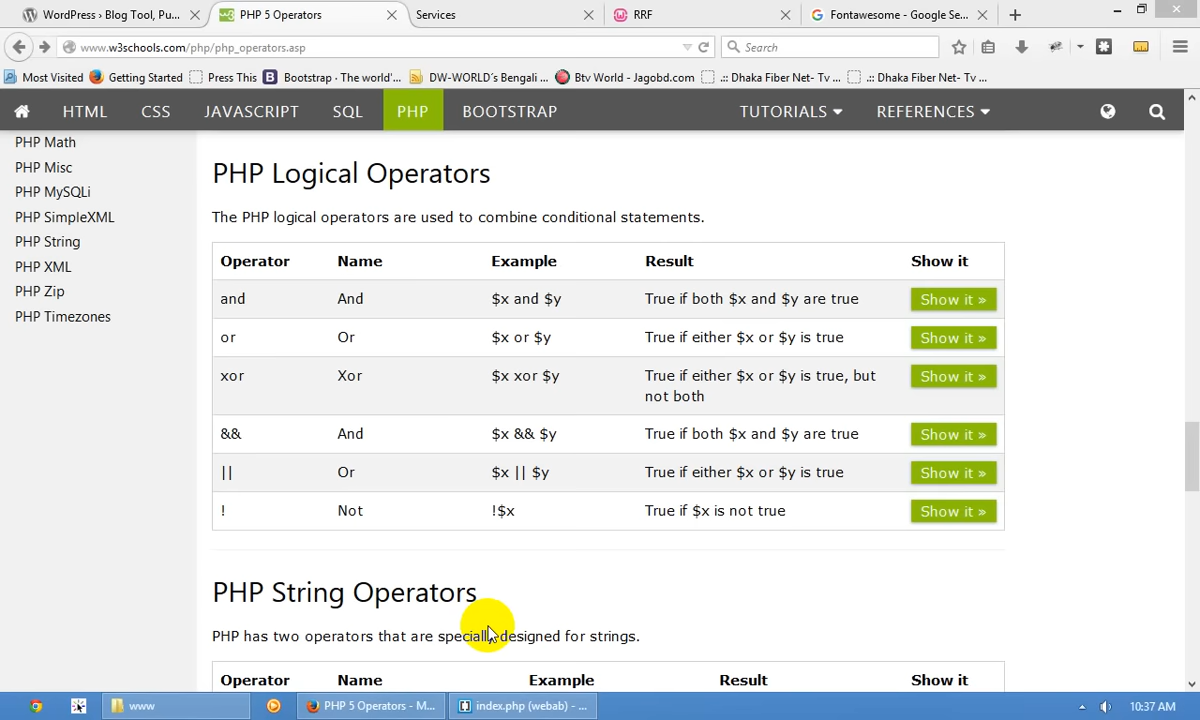 WordPress › Blog Tool, Pu...
PHP 5 Operators
Services
RRF
Fontawesome - Google Se...
www.w3schools.com/php/php_operators.asp
Search
Most Visited
Getting Started
Press This
Bootstrap · The world'...
DW-WORLD´s Bengali ...
Btv World - Jagobd.com
.:: Dhaka Fiber Net- Tv ...
.:: Dhaka Fiber Net- Tv ...
HTML
CSS
JAVASCRIPT
SQL
PHP
BOOTSTRAP
TUTORIALS
REFERENCES
PHP Math
PHP Misc
PHP MySQLi
PHP SimpleXML
PHP String
PHP XML
PHP Zip
PHP Timezones
PHP Logical Operators
The PHP logical operators are used to combine conditional statements.
Operator Name Example Result Show it
and And $x and $y True if both $x and $y are true Show it »
or Or $x or $y True if either $x or $y is true Show it »
xor Xor $x xor $y True if either $x or $y is true, but Show it »
not both
&& And $x && $y True if both $x and $y are true Show it »
|| Or $x || $y True if either $x or $y is true Show it »
! Not !$x True if $x is not true Show it »
PHP String Operators
PHP has two operators that are specially designed for strings.
Operator Name Example Result Show it
www
PHP 5 Operators - M...
index.php (webab) - ...
10:37 AM